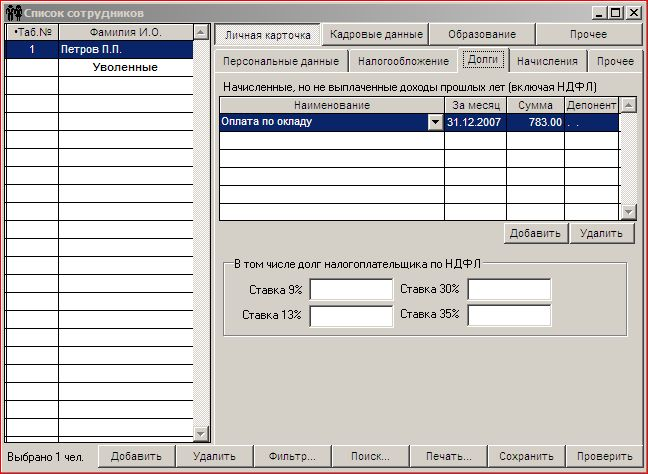 Список сотрудников
•Таб.№ Фамилия И.О.
1 Петров П.П.
Уволенные
Личная карточка Кадровые данные Образование Прочее
Персональные данные Налогообложение Долги Начисления Прочее
Начисленные, но не выплаченные доходы прошлых лет (включая НДФЛ)
Наименование За месяц Сумма Депонент
Оплата по окладу 31.12.2007 783.00 . .
Добавить Удалить
В том числе долг налогоплательщика по НДФЛ
Ставка 9% Ставка 30%
Ставка 13% Ставка 35%
Выбрано 1 чел. Добавить Удалить Фильтр... Поиск... Печать... Сохранить Проверить